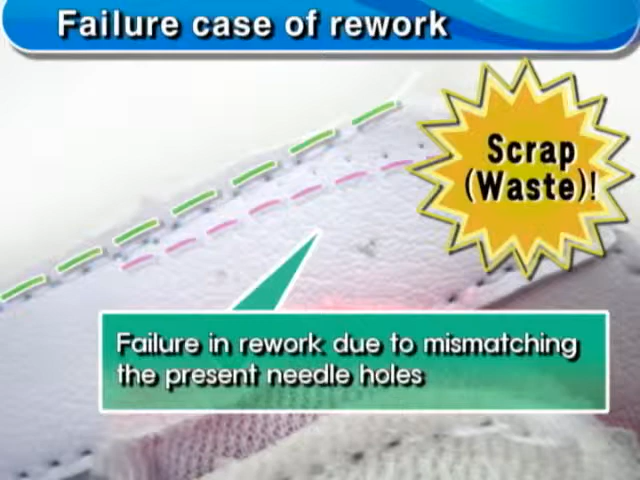 Failure case of rework
Scrap
(Waste)!
Failure in rework due to mismatching
the present needle holes